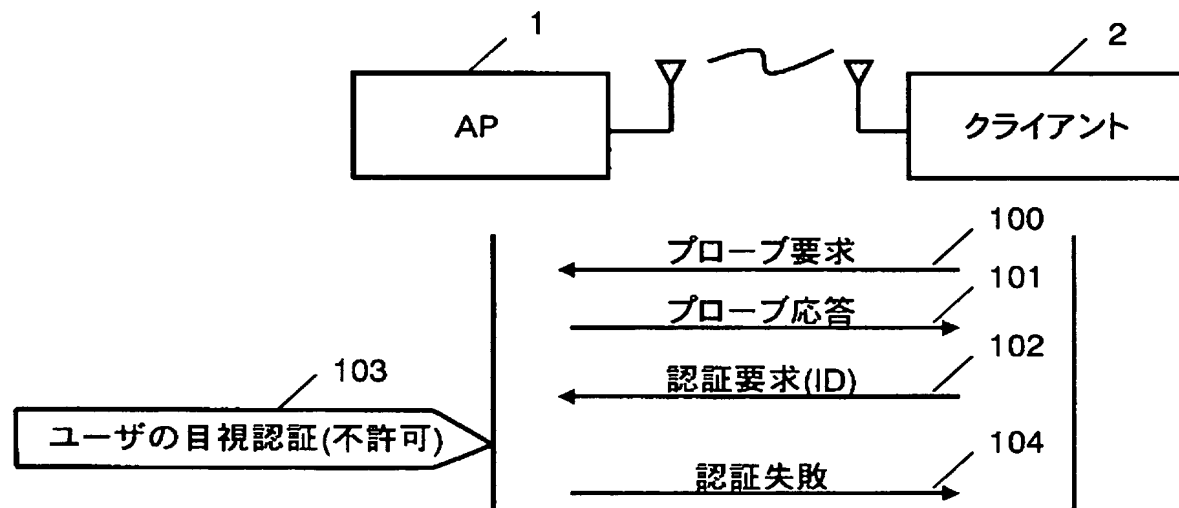 1
2
AP
クライアント
100
プローブ要求
101
プローブ応答
102
認証要求(ID)
103
ユーザの目視認証(不許可)
104
認証失敗